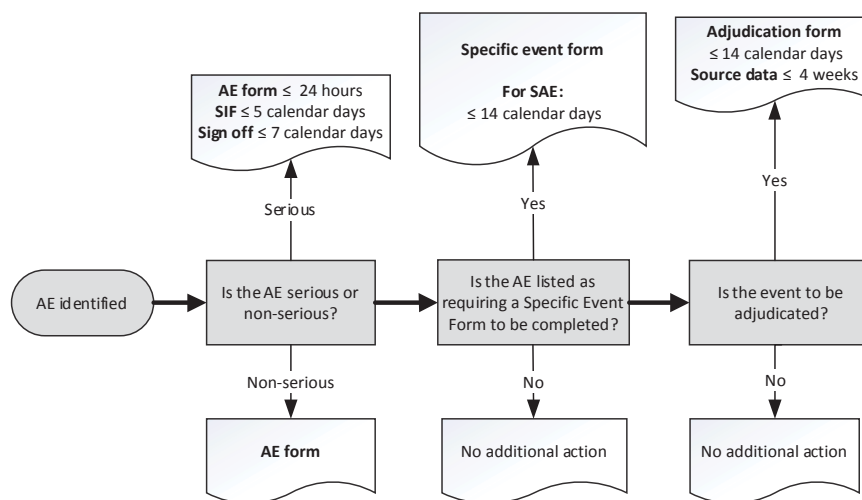 Adjudication form
≤ 14 calendar days
Source data ≤ 4 weeks
Specific event form
For SAE:
≤ 14 calendar days
AE form ≤ 24 hours
SIF ≤ 5 calendar days
Sign off ≤ 7 calendar days
Serious
Yes
Yes
AE identified
Is the AE serious or
non-serious?
Is the AE listed as
requiring a Specific Event
Form to be completed?
Is the event to be
adjudicated?
Non-serious
No
No
AE form
No additional action
No additional action